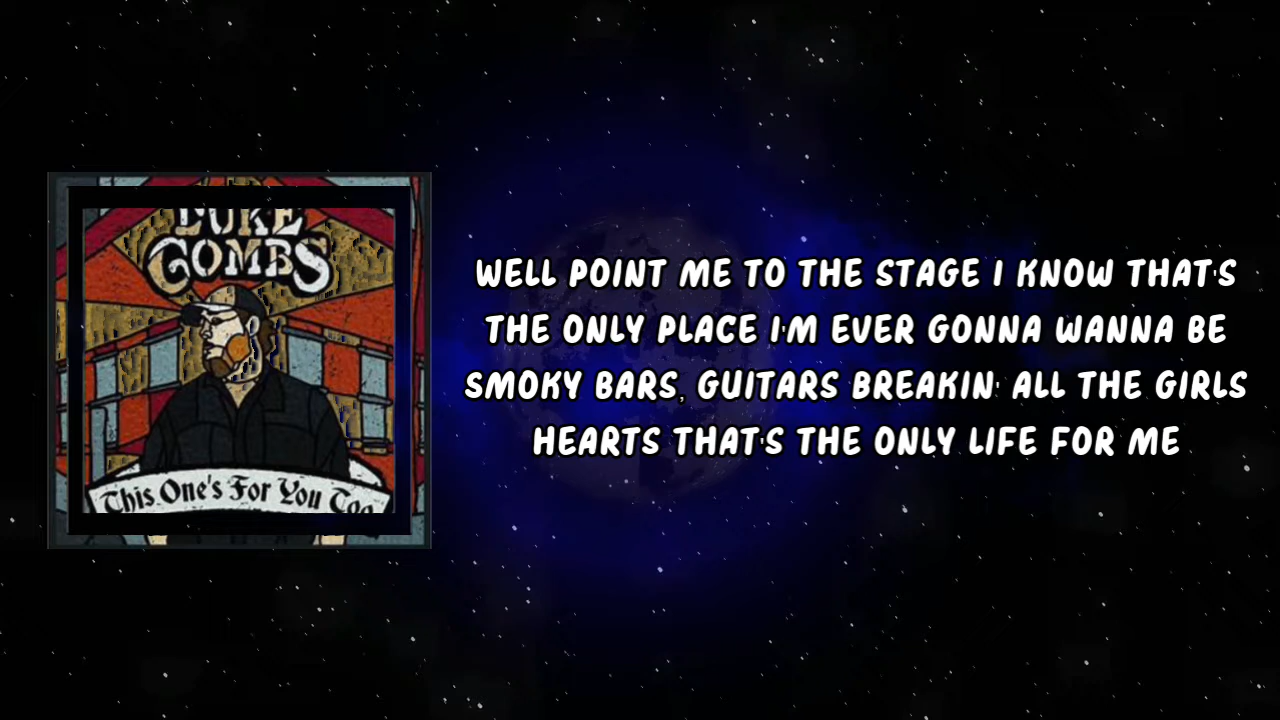 LUKE
COMBS
This One's For You Too
WELL POINT ME TO THE STAGE I KNOW THAT'S
THE ONLY PLACE I'M EVER GONNA WANNA BE
SMOKY BARS, GUITARS BREAKIN' ALL THE GIRLS
HEARTS THAT'S THE ONLY LIFE FOR ME